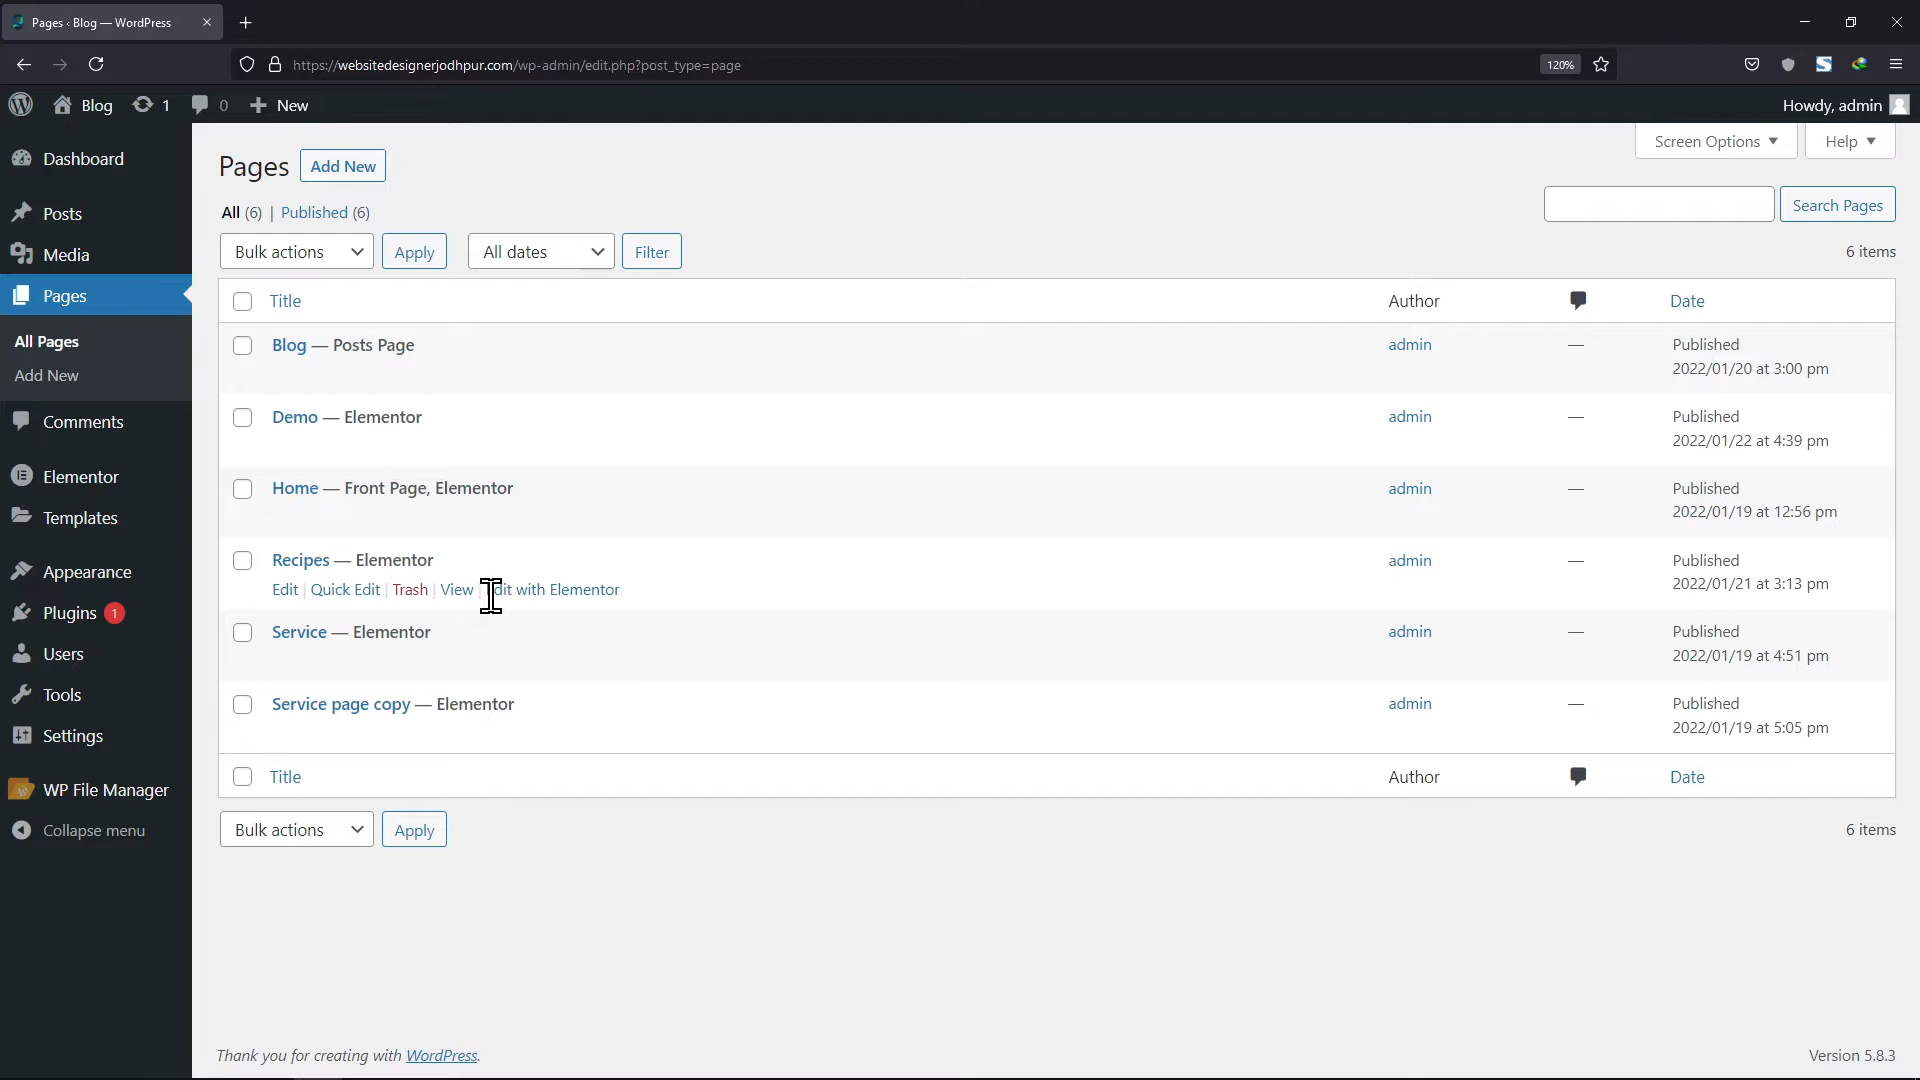 Pages ‹ Blog — WordPress
https://websitedesignerjodhpur.com/wp-admin/edit.php?post_type=page
120%
Blog
1
0
New
Howdy, admin
Dashboard
Posts
Media
Pages
All Pages
Add New
Comments
Elementor
Templates
Appearance
Plugins 1
Users
Tools
Settings
WP File Manager
Collapse menu
Screen Options
Help
Pages
Add New
All (6) | Published (6)
Search Pages
Bulk actions
Apply
All dates
Filter
6 items
Title
Author
Date
Blog — Posts Page
admin
—
Published
2022/01/20 at 3:00 pm
Demo — Elementor
admin
—
Published
2022/01/22 at 4:39 pm
Home — Front Page, Elementor
admin
—
Published
2022/01/19 at 12:56 pm
Recipes — Elementor
Edit | Quick Edit | Trash | View | Edit with Elementor
admin
—
Published
2022/01/21 at 3:13 pm
Service — Elementor
admin
—
Published
2022/01/19 at 4:51 pm
Service page copy — Elementor
admin
—
Published
2022/01/19 at 5:05 pm
Title
Author
Date
Bulk actions
Apply
6 items
Thank you for creating with WordPress.
Version 5.8.3